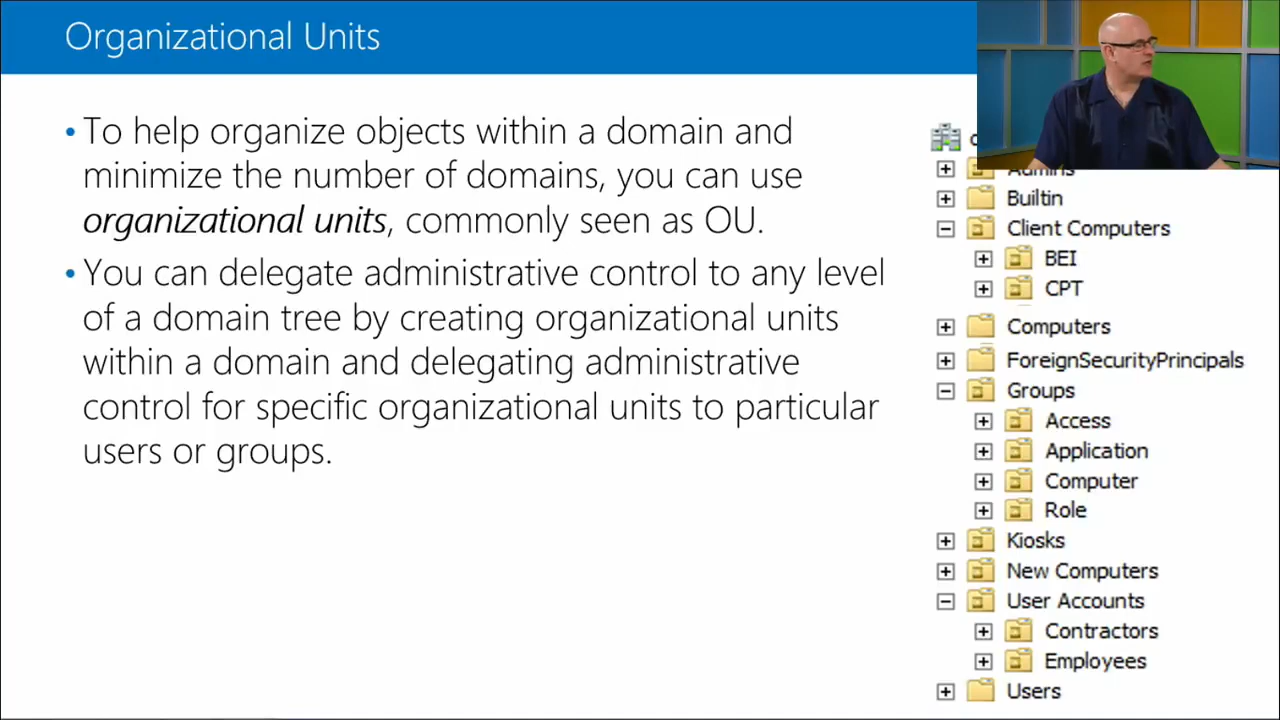 Organizational Units
• To help organize objects within a domain and
minimize the number of domains, you can use
organizational units, commonly seen as OU.
• You can delegate administrative control to any level
of a domain tree by creating organizational units
within a domain and delegating administrative
control for specific organizational units to particular
users or groups.
Admins
Builtin
Client Computers
BEI
CPT
Computers
ForeignSecurityPrincipals
Groups
Access
Application
Computer
Role
Kiosks
New Computers
User Accounts
Contractors
Employees
Users